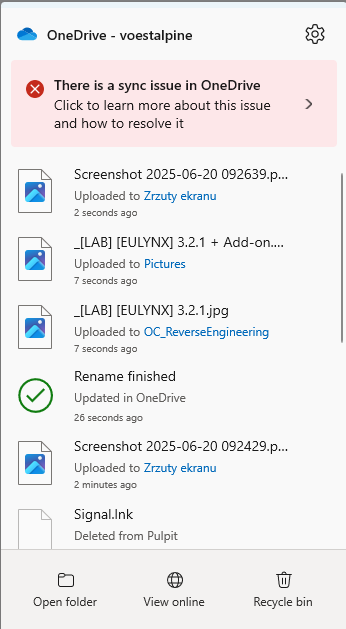 OneDrive - voestalpine
There is a sync issue in OneDrive
Click to learn more about this issue
and how to resolve it
Screenshot 2025-06-20 092639.p...
Uploaded to Zrzuty ekranu
2 seconds ago
_[LAB] [EULYNX] 3.2.1 + Add-on....
Uploaded to Pictures
7 seconds ago
_[LAB] [EULYNX] 3.2.1.jpg
Uploaded to OC_ReverseEngineering
7 seconds ago
Rename finished
Updated in OneDrive
26 seconds ago
Screenshot 2025-06-20 092429.p...
Uploaded to Zrzuty ekranu
2 minutes ago
Signal.lnk
Deleted from Pulpit
Open folder
View online
Recycle bin